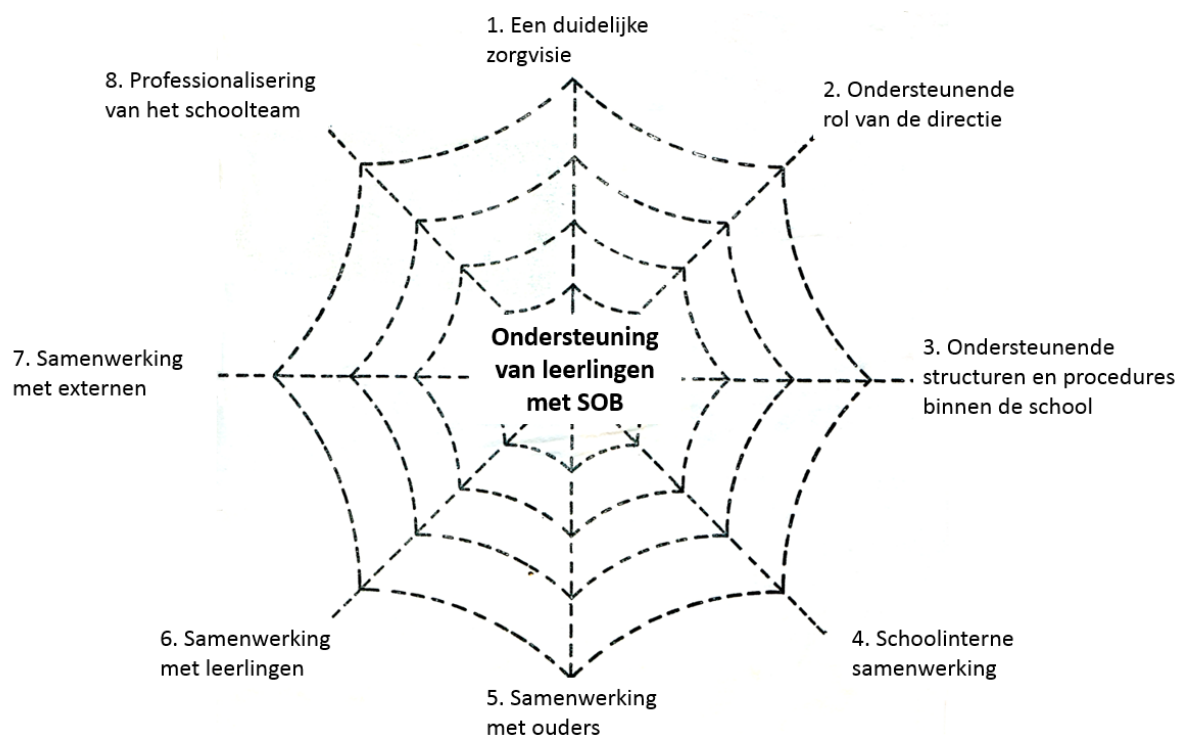 1. Een duidelijke
zorgvisie
2. Ondersteunende
rol van de directie
3. Ondersteunende
structuren en procedures
binnen de school
4. Schoolinterne
samenwerking
5. Samenwerking
met ouders
6. Samenwerking
met leerlingen
7. Samenwerking
met externen
8. Professionalisering
van het schoolteam
Ondersteuning
van leerlingen
met SOB